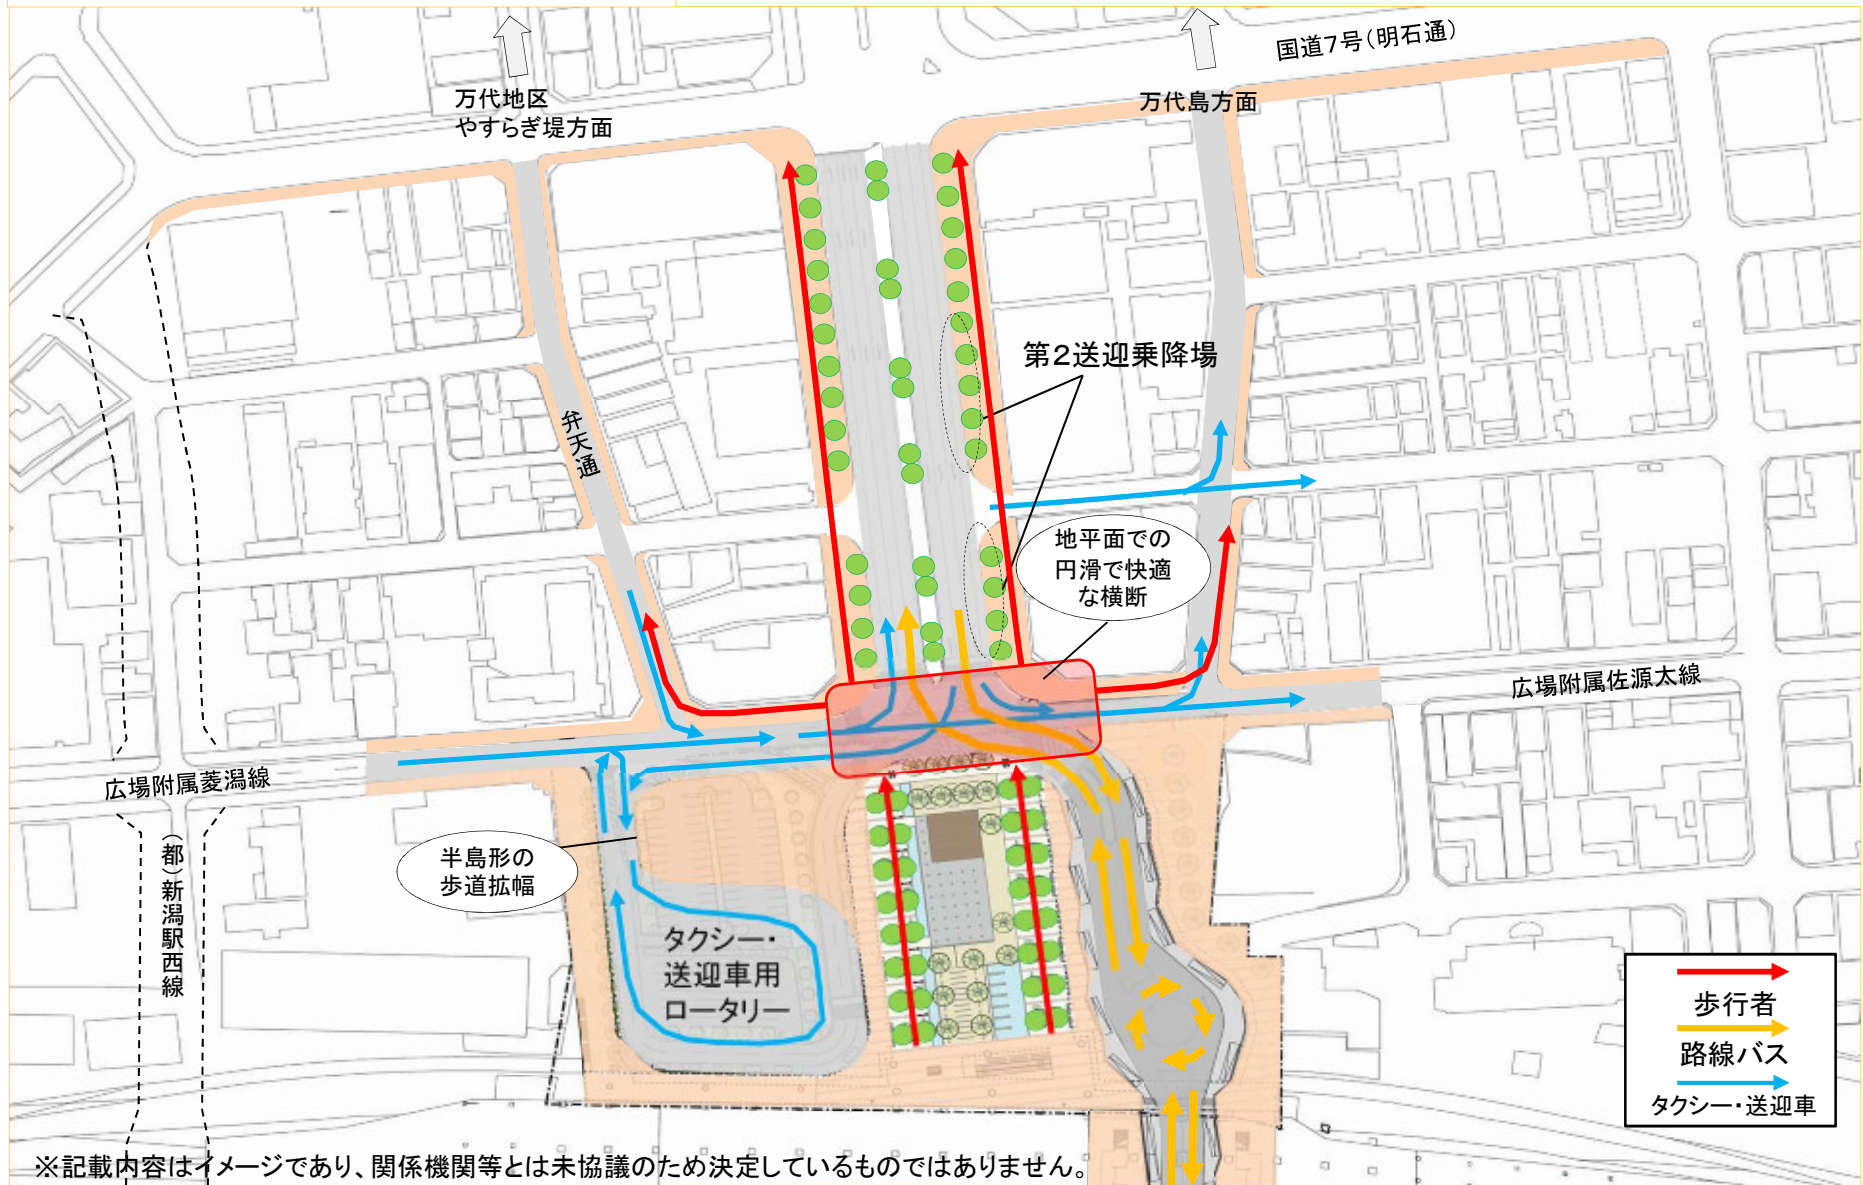 国道7号(明石通)
万代地区
やすらぎ堤方面
万代島方面
第2送迎乗降場
弁天通
地平面での
円滑で快適
な横断
広場附属佐源太線
広場附属菱潟線
半島形の
歩道拡幅
(都)新潟駅西線
タクシー・
送迎車用
ロータリー
歩行者
路線バス
タクシー・送迎車
※記載内容はイメージであり、関係機関等とは未協議のため決定しているものではありません。